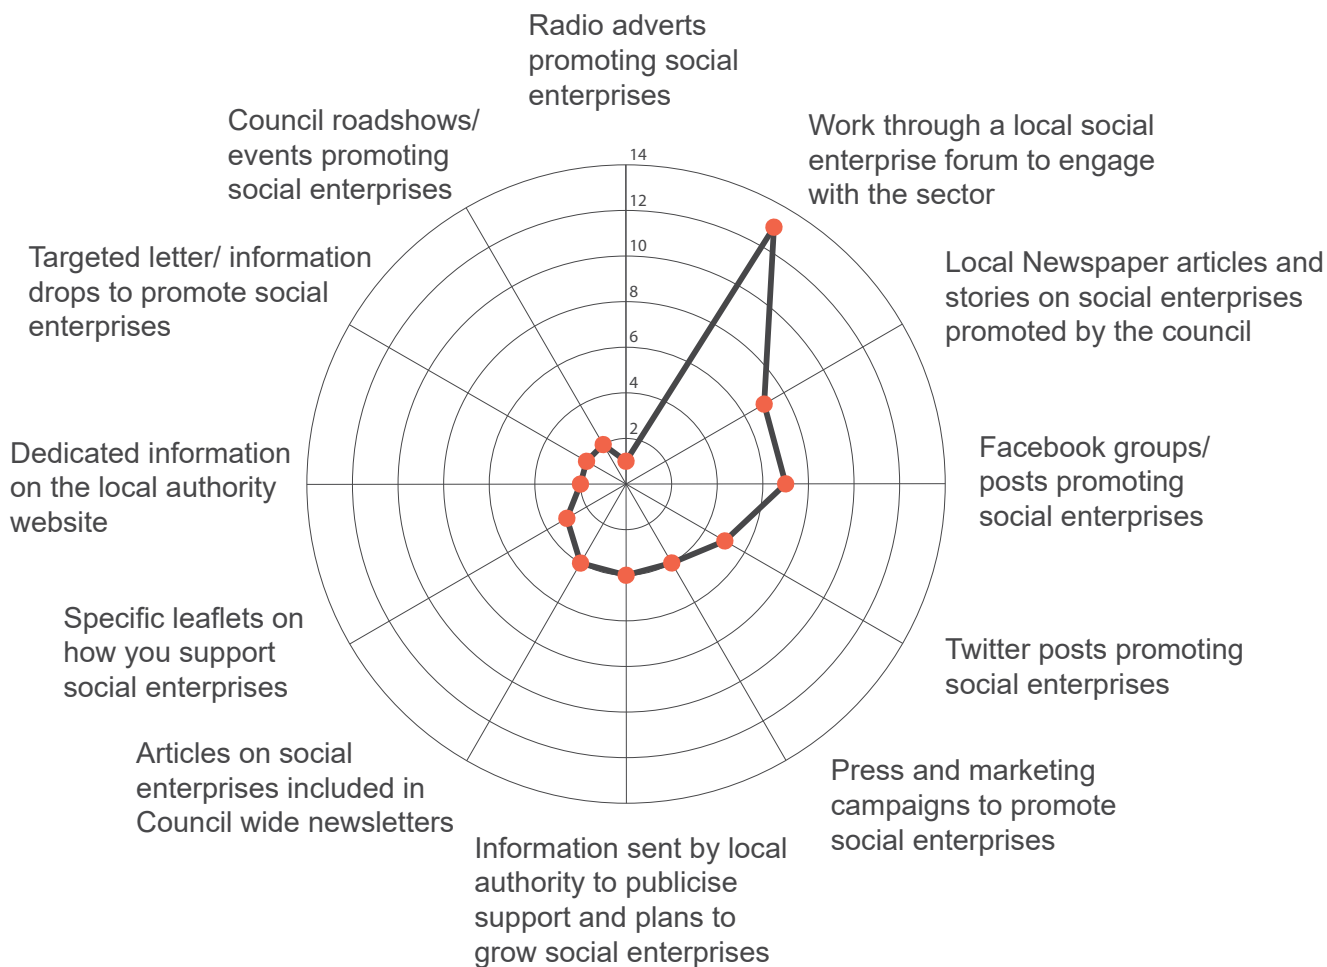 Radio adverts
promoting social
enterprises
Work through a local social
enterprise forum to engage
with the sector
Local Newspaper articles and
stories on social enterprises
promoted by the council
Facebook groups/
posts promoting
social enterprises
Twitter posts promoting
social enterprises
Press and marketing
campaigns to promote
social enterprises
Information sent by local
authority to publicise
support and plans to
grow social enterprises
Articles on social
enterprises included in
Council wide newsletters
Specific leaflets on
how you support
social enterprises
Dedicated information
on the local authority
website
Targeted letter/ information
drops to promote social
enterprises
Council roadshows/
events promoting
social enterprises
14
12
10
8
6
4
2